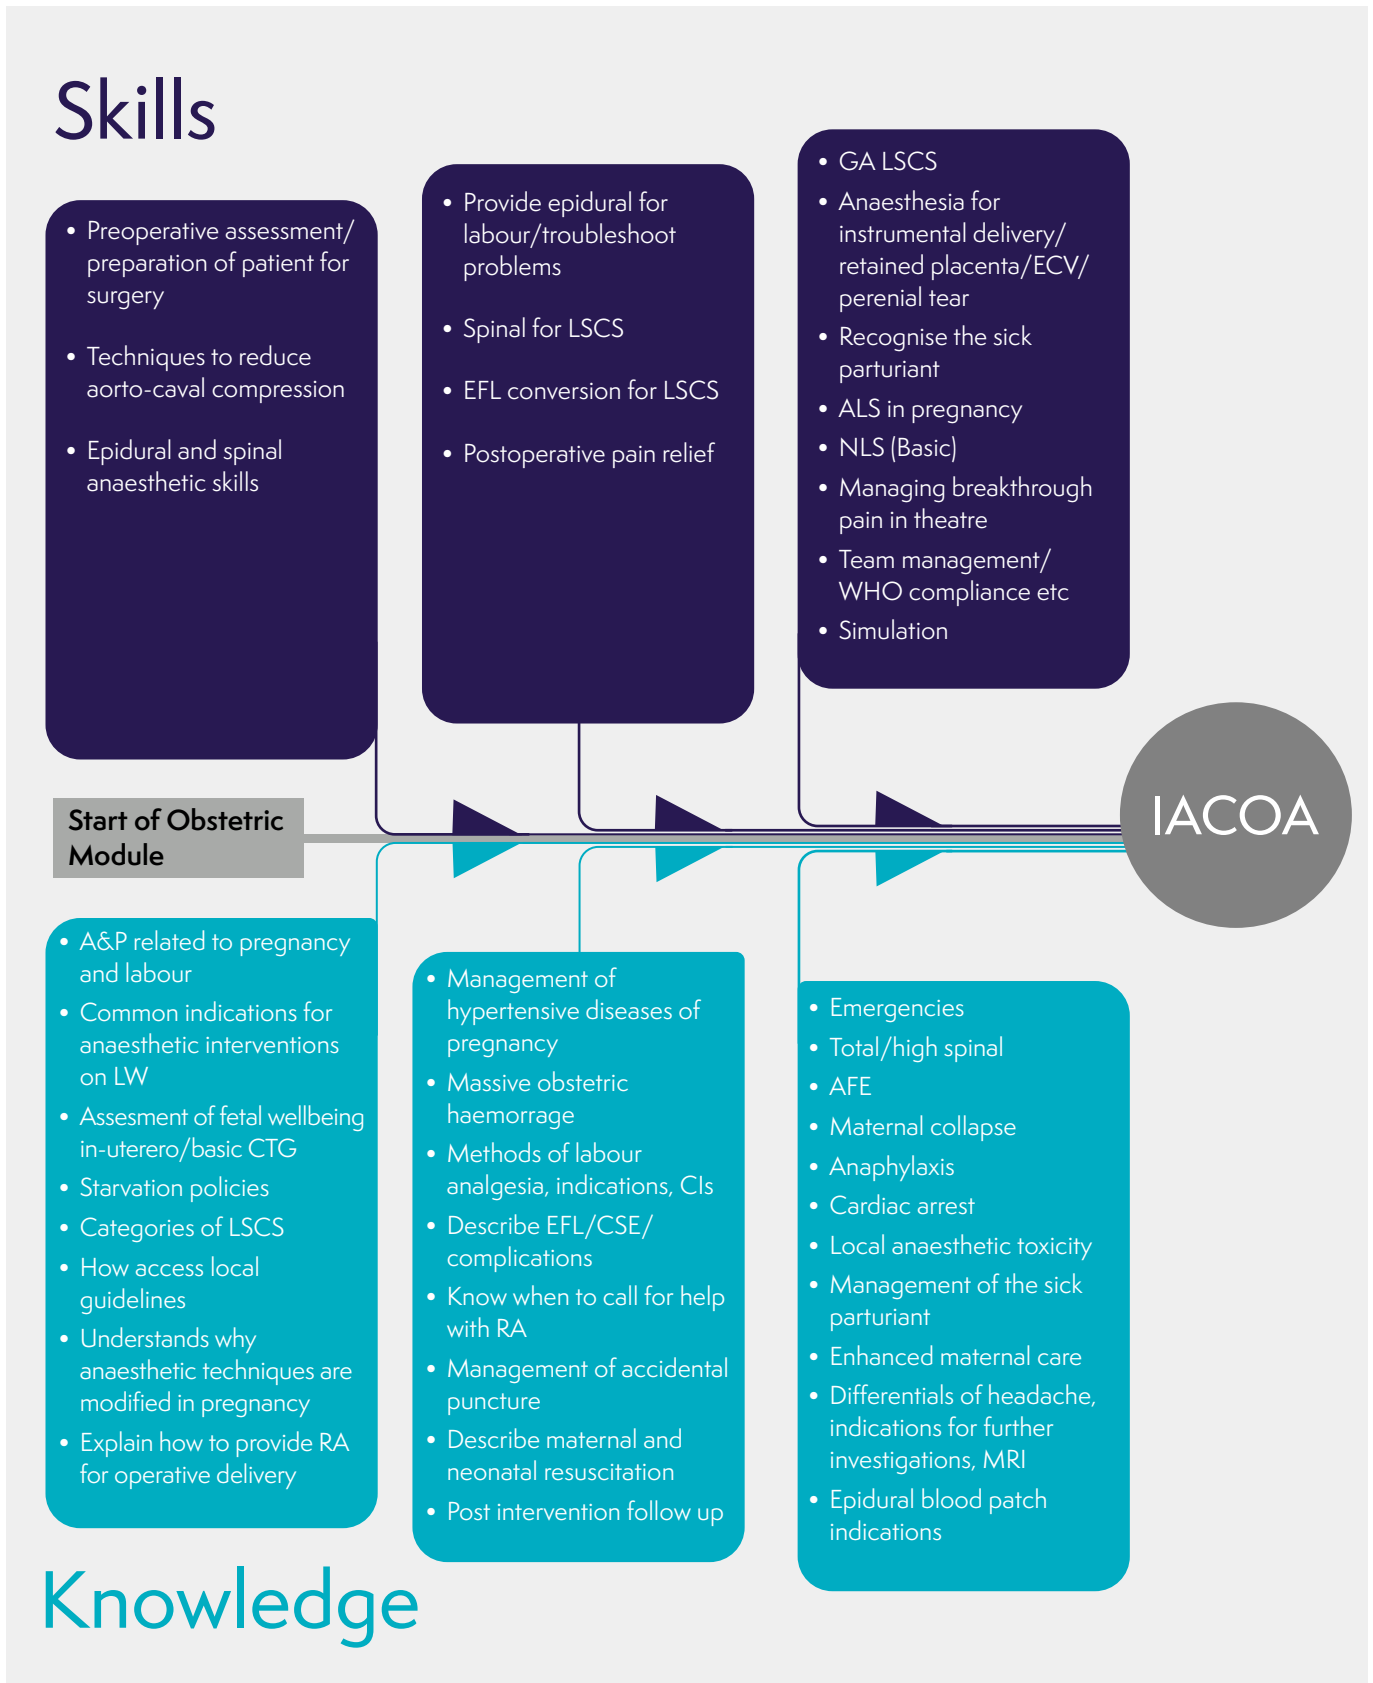 Skills
• Preoperative assessment/
preparation of patient for
surgery
• Techniques to reduce
aorto-caval compression
• Epidural and spinal
anaesthetic skills
• Provide epidural for
labour/troubleshoot
problems
• Spinal for LSCS
• EFL conversion for LSCS
• Postoperative pain relief
• GA LSCS
• Anaesthesia for
instrumental delivery/
retained placenta/ECV/
perenial tear
• Recognise the sick
parturiant
• ALS in pregnancy
• NLS (Basic)
• Managing breakthrough
pain in theatre
• Team management/
WHO compliance etc
• Simulation
Start of Obstetric
Module
IACOA
• A&P related to pregnancy
and labour
• Common indications for
anaesthetic interventions
on LW
• Assesment of fetal wellbeing
in-uterero/basic CTG
• Starvation policies
• Categories of LSCS
• How access local
guidelines
• Understands why
anaesthetic techniques are
modified in pregnancy
• Explain how to provide RA
for operative delivery
• Management of
hypertensive diseases of
pregnancy
• Massive obstetric
haemorrage
• Methods of labour
analgesia, indications, CIs
• Describe EFL/CSE/
complications
• Know when to call for help
with RA
• Management of accidental
puncture
• Describe maternal and
neonatal resuscitation
• Post intervention follow up
• Emergencies
• Total/high spinal
• AFE
• Maternal collapse
• Anaphylaxis
• Cardiac arrest
• Local anaesthetic toxicity
• Management of the sick
parturiant
• Enhanced maternal care
• Differentials of headache,
indications for further
investigations, MRI
• Epidural blood patch
indications
Knowledge